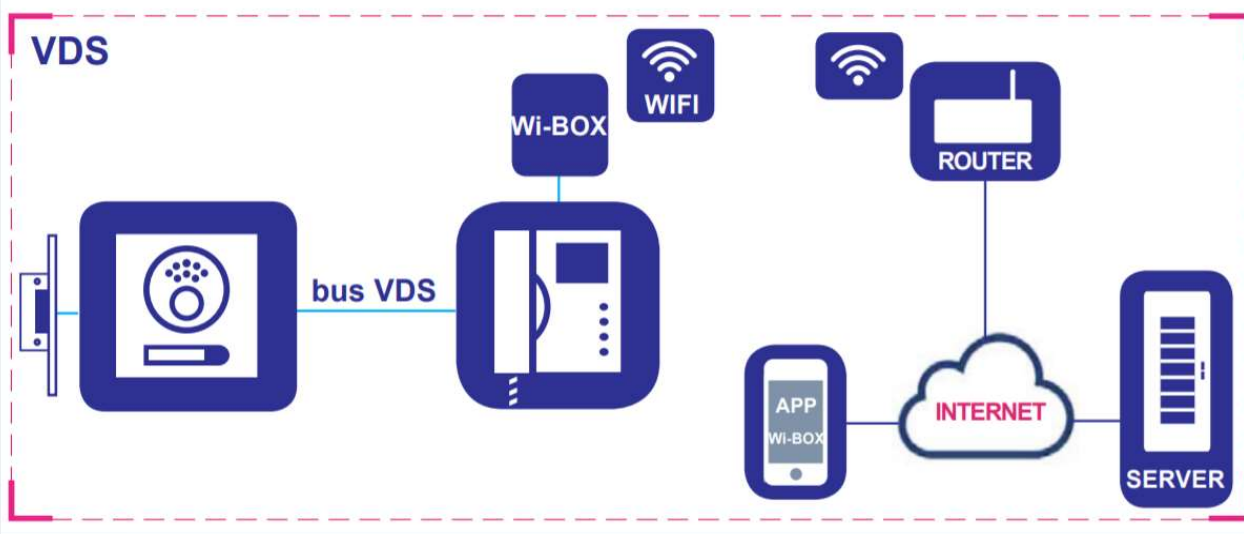 VDS
Wi-BOX
WIFI
ROUTER
bus VDS
APP
Wi-BOX
INTERNET
SERVER